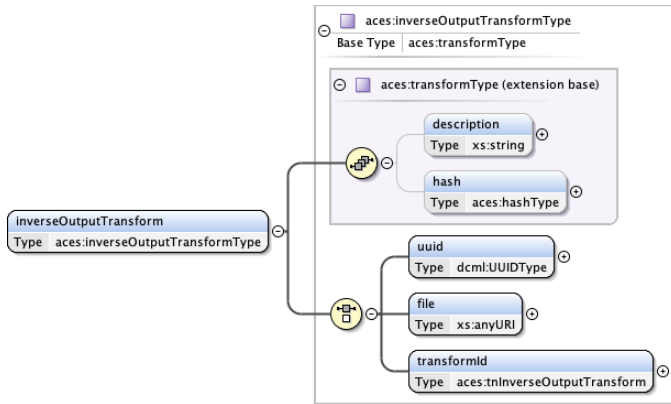 aces:inverseOutputTransformType
Base Type aces:transformType
aces:transformType (extension base)
description
Type xs:string
hash
Type aces:hashType
inverseOutputTransform
Type aces:inverseOutputTransformType
uuid
Type dcml:UUIDType
file
Type xs:anyURI
transformId
Type aces:tnInverseOutputTransform